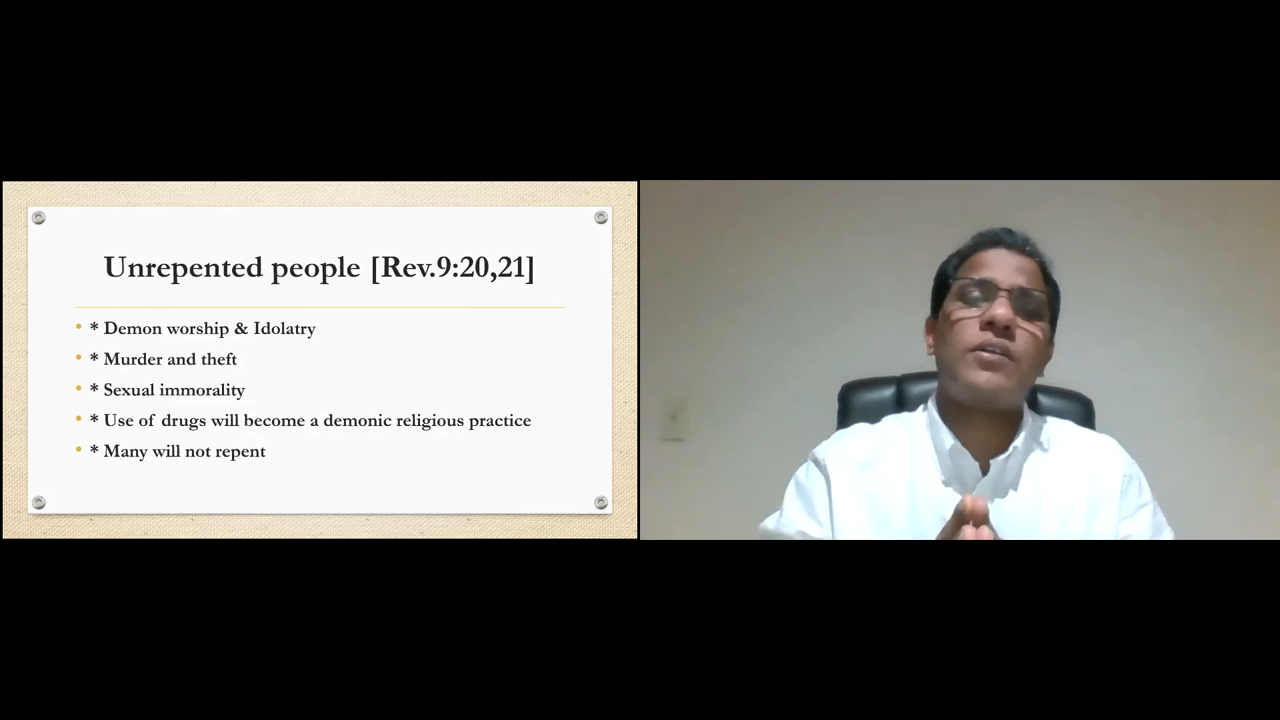 Unrepented people [Rev.9:20,21]
* Demon worship & Idolatry
* Murder and theft
* Sexual immorality
* Use of drugs will become a demonic religious practice
* Many will not repent